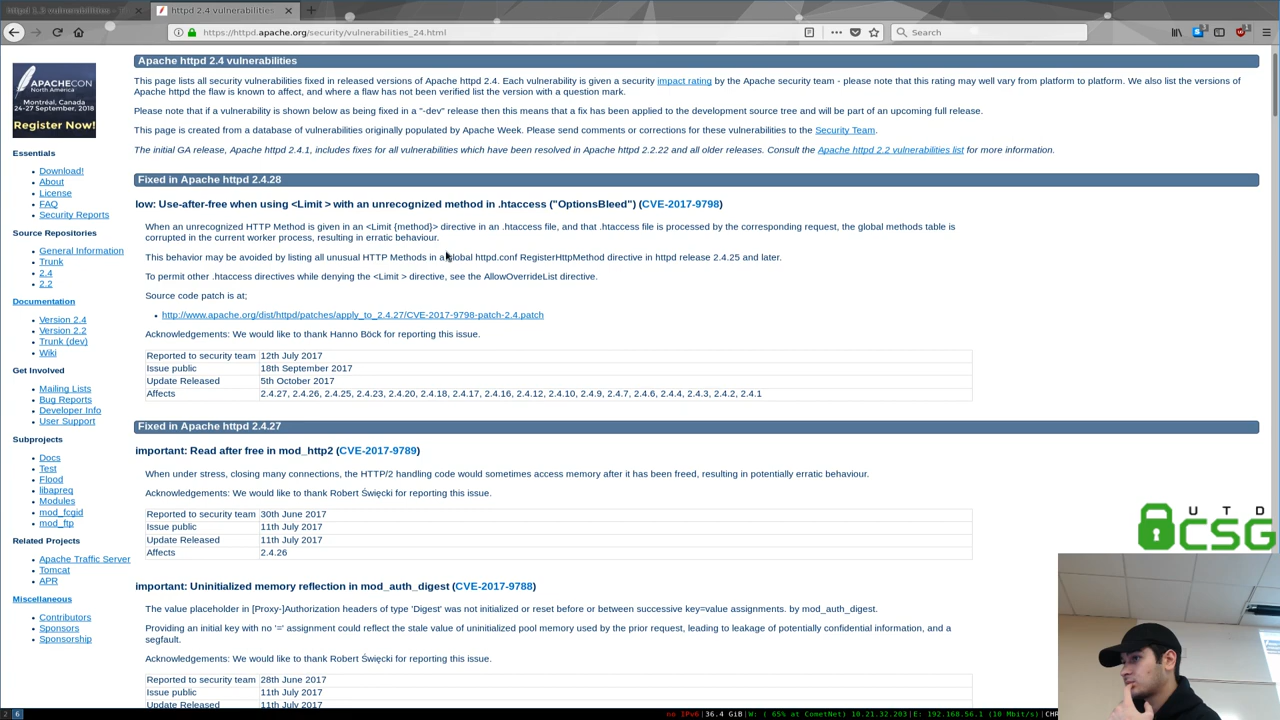 httpd 2.4 vulnerabilities
https://httpd.apache.org/security/vulnerabilities_24.html
Search
APACHECON
North America
Montréal, Canada
24-27 September, 2018
Register Now!
Essentials
Download!
About
License
FAQ
Security Reports
Source Repositories
General Information
Trunk
2.4
2.2
Documentation
Version 2.4
Version 2.2
Trunk (dev)
Wiki
Get Involved
Mailing Lists
Bug Reports
Developer Info
User Support
Subprojects
Docs
Test
Flood
libapreq
Modules
mod_fcgid
mod_ftp
Related Projects
Apache Traffic Server
Tomcat
APR
Miscellaneous
Contributors
Sponsors
Sponsorship
Apache httpd 2.4 vulnerabilities
This page lists all security vulnerabilities fixed in released versions of Apache httpd 2.4. Each vulnerability is given a security impact rating by the Apache security team - please note that this rating may well vary from platform to platform. We also list the versions of
Apache httpd the flaw is known to affect, and where a flaw has not been verified list the version with a question mark.
Please note that if a vulnerability is shown below as being fixed in a "-dev" release then this means that a fix has been applied to the development source tree and will be part of an upcoming full release.
This page is created from a database of vulnerabilities originally populated by Apache Week. Please send comments or corrections for these vulnerabilities to the Security Team.
The initial GA release, Apache httpd 2.4.1, includes fixes for all vulnerabilities which have been resolved in Apache httpd 2.2.22 and all older releases. Consult the Apache httpd 2.2 vulnerabilities list for more information.
Fixed in Apache httpd 2.4.28
low: Use-after-free when using <Limit > with an unrecognized method in .htaccess ("OptionsBleed") (CVE-2017-9798)
When an unrecognized HTTP Method is given in an <Limit {method}> directive in an .htaccess file, and that .htaccess file is processed by the corresponding request, the global methods table is
corrupted in the current worker process, resulting in erratic behaviour.
This behavior may be avoided by listing all unusual HTTP Methods in a global httpd.conf RegisterHttpMethod directive in httpd release 2.4.25 and later.
To permit other .htaccess directives while denying the <Limit > directive, see the AllowOverrideList directive.
Source code patch is at;
http://www.apache.org/dist/httpd/patches/apply_to_2.4.27/CVE-2017-9798-patch-2.4.patch
Acknowledgements: We would like to thank Hanno Böck for reporting this issue.
Reported to security team 12th July 2017
Issue public 18th September 2017
Update Released 5th October 2017
Affects 2.4.27, 2.4.26, 2.4.25, 2.4.23, 2.4.20, 2.4.18, 2.4.17, 2.4.16, 2.4.12, 2.4.10, 2.4.9, 2.4.7, 2.4.6, 2.4.4, 2.4.3, 2.4.2, 2.4.1
Fixed in Apache httpd 2.4.27
important: Read after free in mod_http2 (CVE-2017-9789)
When under stress, closing many connections, the HTTP/2 handling code would sometimes access memory after it has been freed, resulting in potentially erratic behaviour.
Acknowledgements: We would like to thank Robert Święcki for reporting this issue.
Reported to security team 30th June 2017
Issue public 11th July 2017
Update Released 11th July 2017
Affects 2.4.26
important: Uninitialized memory reflection in mod_auth_digest (CVE-2017-9788)
The value placeholder in [Proxy-]Authorization headers of type 'Digest' was not initialized or reset before or between successive key=value assignments. by mod_auth_digest.
Providing an initial key with no '=' assignment could reflect the stale value of uninitialized pool memory used by the prior request, leading to leakage of potentially confidential information, and a
segfault.
Acknowledgements: We would like to thank Robert Święcki for reporting this issue.
Reported to security team 28th June 2017
Issue public 11th July 2017
Update Released 11th July 2017
UTD
CSG
2 6
no IPv6|36.4 GiB|W: ( 65% at CometNet) 10.21.32.203|E: 192.168.56.1 (10 Mbit/s)|CHR